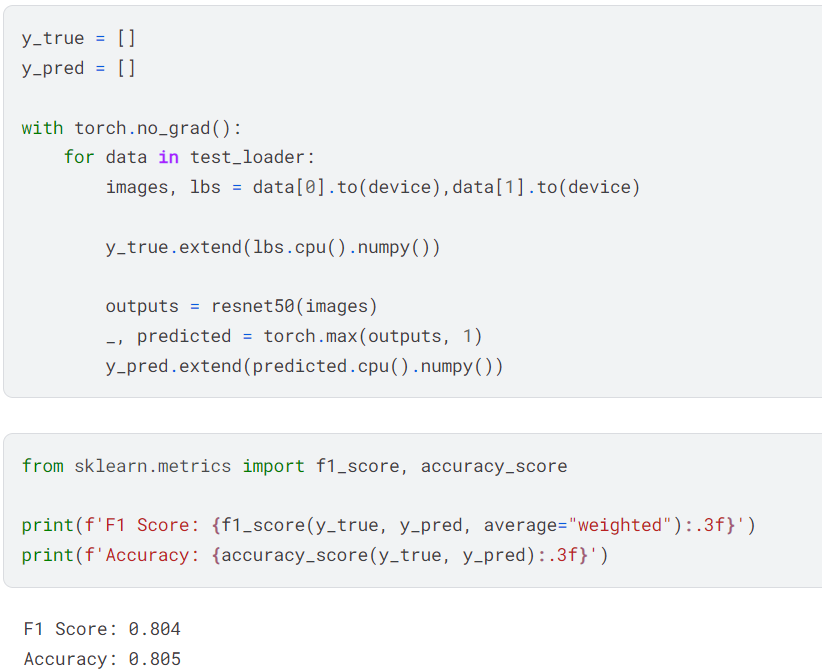 y_true = []
y_pred = []
with torch.no_grad():
    for data in test_loader:
        images, lbs = data[0].to(device),data[1].to(device)
        y_true.extend(lbs.cpu().numpy())
        outputs = resnet50(images)
        _, predicted = torch.max(outputs, 1)
        y_pred.extend(predicted.cpu().numpy())
from sklearn.metrics import f1_score, accuracy_score
print(f'F1 Score: {f1_score(y_true, y_pred, average="weighted"):.3f}')
print(f'Accuracy: {accuracy_score(y_true, y_pred):.3f}')
F1 Score: 0.804
Accuracy: 0.805